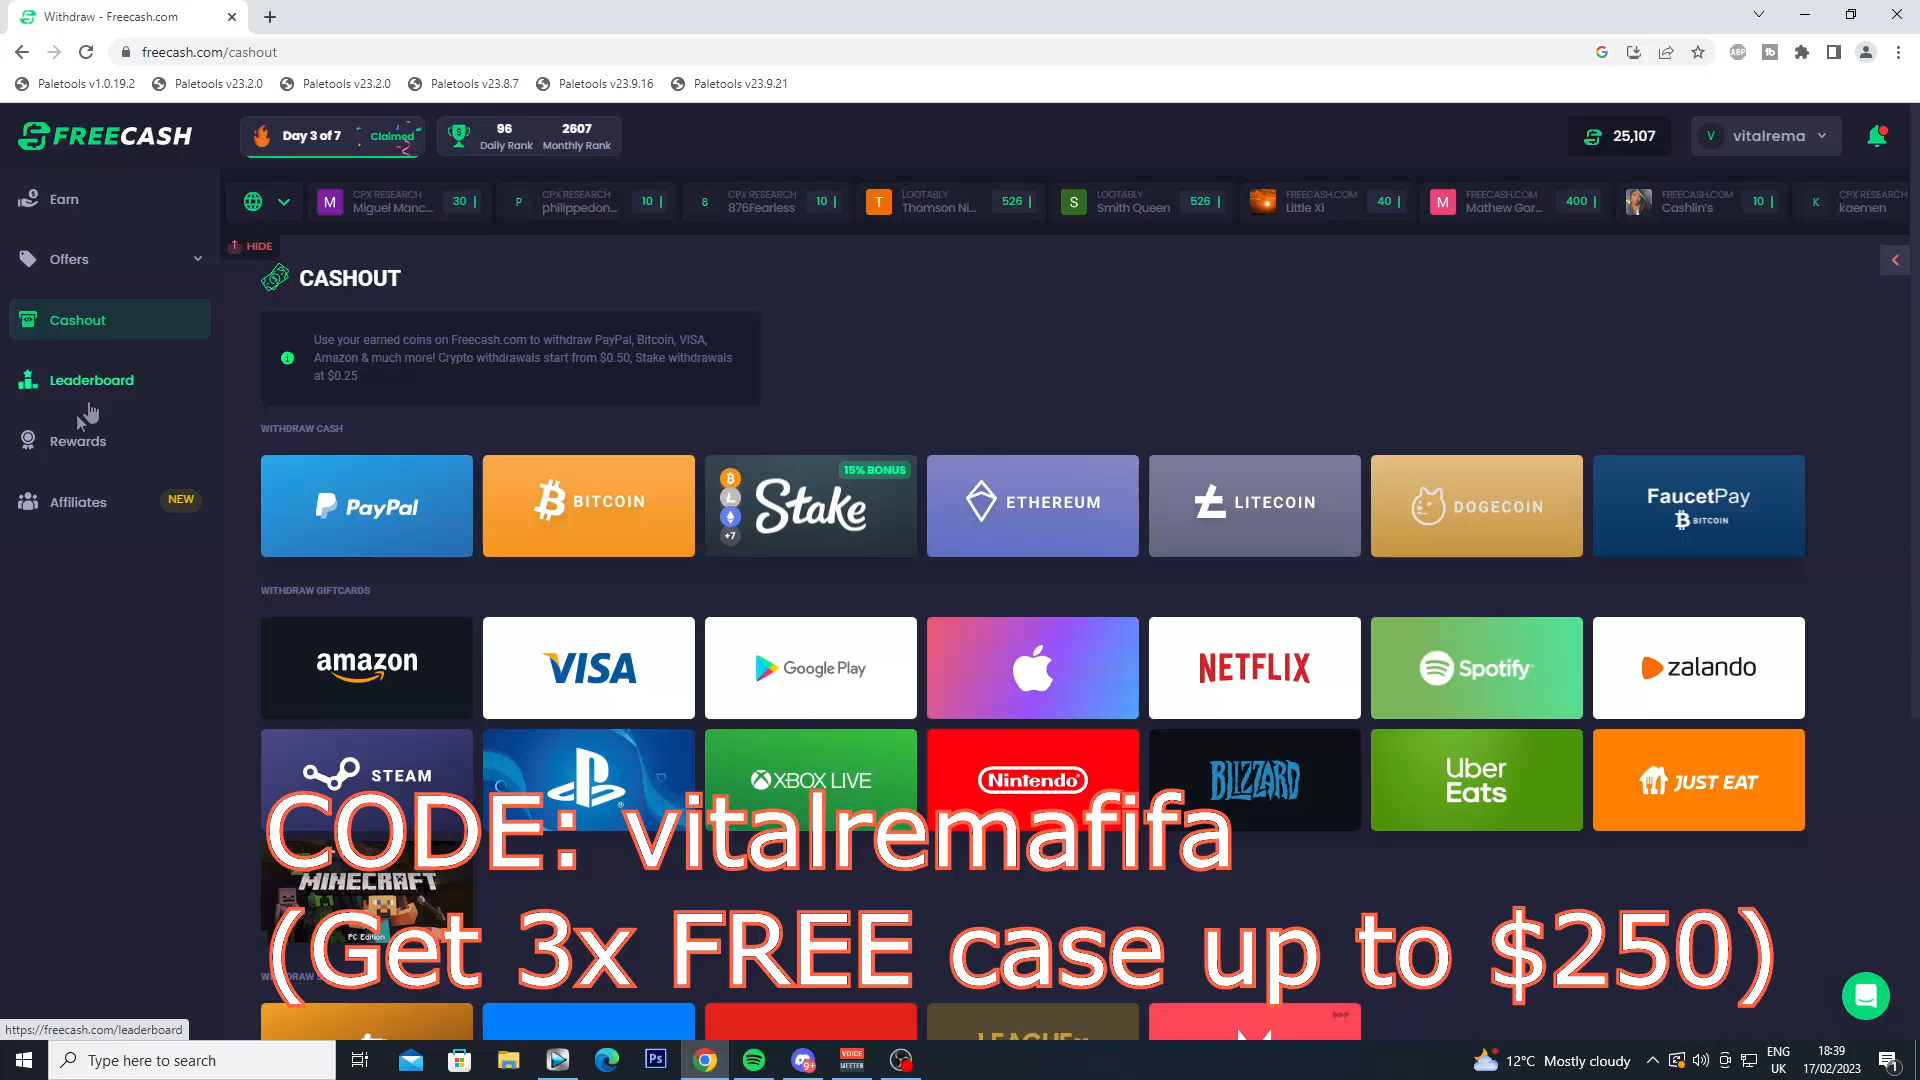 Withdraw - Freecash.com
freecash.com/cashout
Paletools v1.0.19.2
Paletools v23.2.0
Paletools v23.2.0
Paletools v23.8.7
Paletools v23.9.16
Paletools v23.9.21
FREECASH
Day 3 of 7
Claimed
96
Daily Rank
2607
Monthly Rank
25,107
V
vitalrema
Earn
Offers
Cashout
Leaderboard
Rewards
Affiliates
NEW
M
CPX RESEARCH
Miguel Manc...
30
P
CPX RESEARCH
philippedon...
10
8
CPX RESEARCH
876Fearless
10
T
LOOTABLY
Thomson Ni...
526
S
LOOTABLY
Smith Queen
526
FREECASH.COM
Little Xi
40
M
FREECASH.COM
Mathew Gar...
400
FREECASH.COM
Cashlin's
10
K
CPX RESEARCH
kaemen
HIDE
CASHOUT
Use your earned coins on Freecash.com to withdraw PayPal, Bitcoin, VISA,
Amazon & much more! Crypto withdrawals start from $0.50, Stake withdrawals
at $0.25
WITHDRAW CASH
PayPal
BITCOIN
15% BONUS
Stake
+7
ETHEREUM
LITECOIN
DOGECOIN
FaucetPay
BITCOIN
WITHDRAW GIFTCARDS
amazon
VISA
Google Play
NETFLIX
Spotify
zalando
STEAM
XBOX LIVE
Nintendo
BLIZZARD
Uber
Eats
JUST EAT
CODE: vitalremafifa
MINECRAFT
PC Edition
(Get 3x FREE case up to $250)
https://freecash.com/leaderboard
Type here to search
Ps
VOICE
MEETER
9+
12°C
Mostly cloudy
ENG
UK
18:39
17/02/2023
1